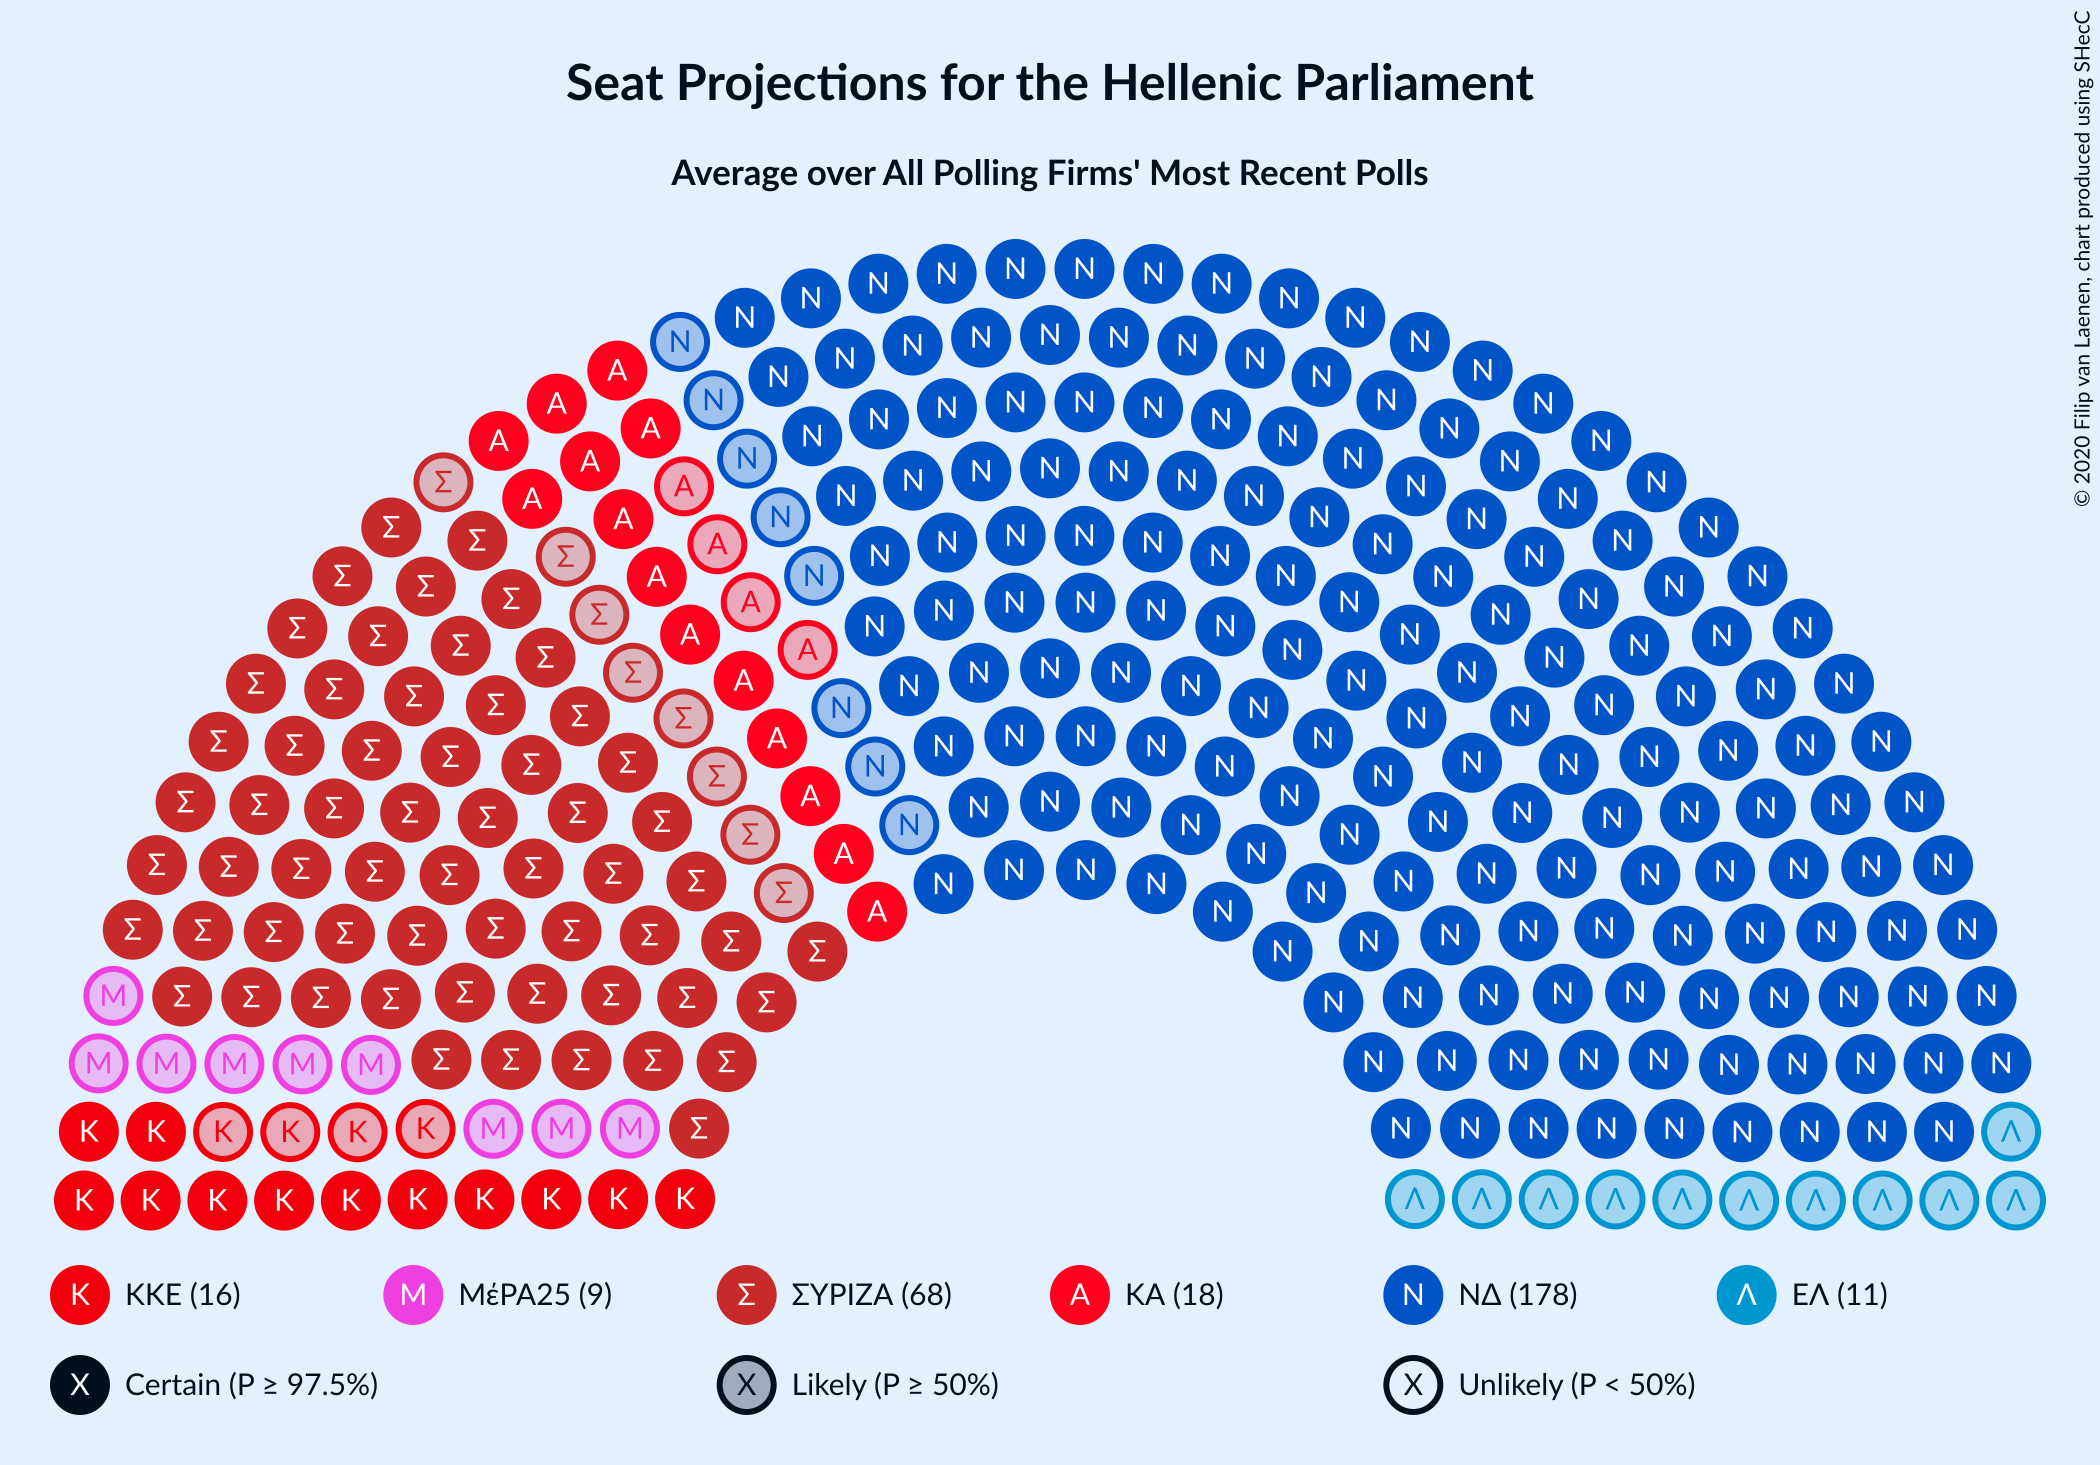 Seat Projections for the Hellenic Parliament
Average over All Polling Firms' Most Recent Polls
© 2020 Filip van Laenen, chart produced using SHecC
K ΚΚΕ (16) M ΜέΡΑ25 (9) Σ ΣΥΡΙΖΑ (68) A ΚΑ (18) N ΝΔ (178) Λ ΕΛ (11)
X Certain (P ≥ 97.5%) X Likely (P ≥ 50%) X Unlikely (P < 50%)